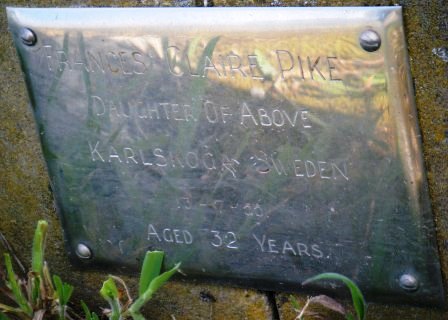 FRANCES CLAIRE PIKE
DAUGHTER OF ABOVE
KARLSKOGA SWEDEN
AGED 32 YEARS.